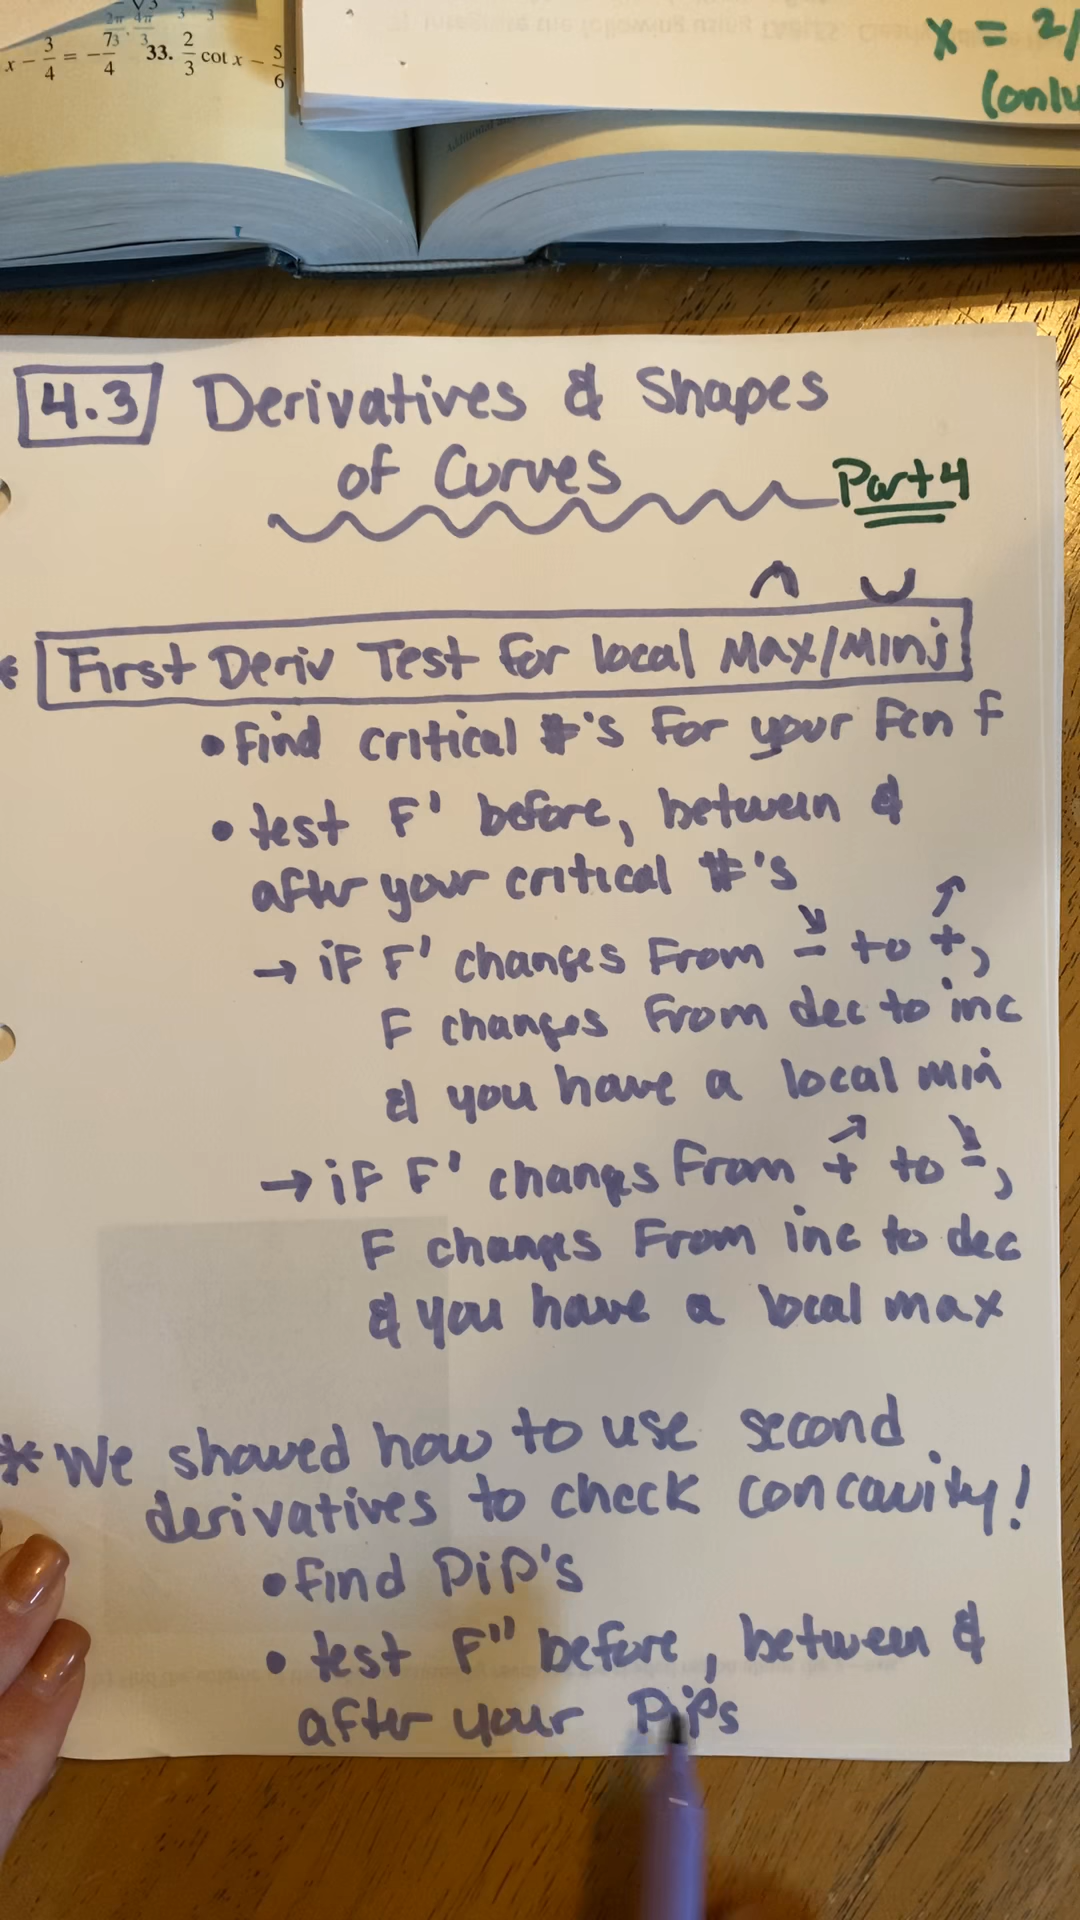 x - 3/4 = -7/4
33. 2/3 cot x - 5/6
x = 2/
(only
4.3 Derivatives & Shapes
of Curves
Part 4
First Deriv Test for local Max/Mins
• find critical #'s for your Fcn f
• test F' before, between &
after your critical #'s
→ if F' changes from - to +,
F changes from dec to inc
& you have a local min
→ if F' changes from + to -,
F changes from inc to dec
& you have a local max
* We showed how to use second
derivatives to check concavity!
• find PiP's
• test F'' before, between &
after your PiPs